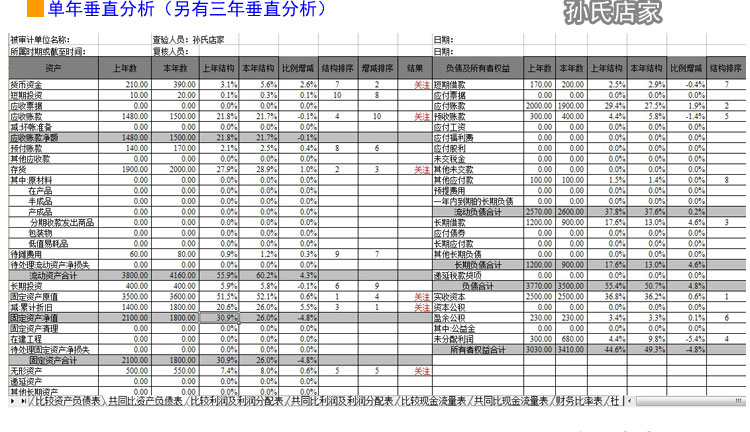 单年垂直分析（另有三年垂直分析）
孙氏店家
被审计单位名称: 查验人员: 孙氏店家 日期:
所属时期或截至时间: 复核人员: 日期:
资产 上年数 本年数 上年结构 本年结构 比例增减 结构排序 增减排序 结果 负债及所有者权益 上年数 本年数 上年结构 本年结构 比例增减 结构排序
货币资金 210.00 390.00 3.1% 5.6% 2.6% 7 2 关注 短期借款 170.00 200.00 2.5% 2.9% -0.4% 7
短期投资 10.00 20.00 0.1% 0.3% 0.1% 10 8 应付票据 0.00 0.00 0.0% 0.0% 0.0%
应收票据 0.00 0.00 0.0% 0.0% 0.0% 应付账款 2000.00 1900.00 29.4% 27.5% 1.9% 2
应收账款 1480.00 1500.00 21.8% 21.7% -0.1% 4 10 关注 预收账款 300.00 400.00 4.4% 5.8% -1.4% 5
减:坏帐准备 0.00 0.00 0.0% 0.0% 0.0% 应付工资 0.00 0.00 0.0% 0.0% 0.0%
应收账款净额 1480.00 1500.00 21.8% 21.7% -0.1% 应付福利费 0.00 0.00 0.0% 0.0% 0.0%
预付账款 140.00 170.00 2.1% 2.5% 0.4% 8 6 应付股利 0.00 0.00 0.0% 0.0% 0.0%
其他应收款 0.00 0.00 0.0% 0.0% 0.0% 未交税金 0.00 0.00 0.0% 0.0% 0.0%
存货 1900.00 2000.00 27.9% 28.9% 1.0% 2 3 关注 其他未交款 0.00 0.00 0.0% 0.0% 0.0%
其中:原材料 0.00 0.00 0.0% 0.0% 0.0% 其他应付款 100.00 100.00 1.5% 1.4% 0.0% 8
在产品 0.00 0.00 0.0% 0.0% 0.0% 预提费用 0.00 0.00 0.0% 0.0% 0.0%
半成品 0.00 0.00 0.0% 0.0% 0.0% 一年内到期的长期负债 0.00 0.00 0.0% 0.0% 0.0%
产成品 0.00 0.00 0.0% 0.0% 0.0% 流动负债合计 2570.00 2600.00 37.8% 37.6% 0.2%
分期收款发出商品 0.00 0.00 0.0% 0.0% 0.0% 长期借款 1200.00 900.00 17.6% 13.0% 4.6% 3
包装物 0.00 0.00 0.0% 0.0% 0.0% 应付债券 0.00 0.00 0.0% 0.0% 0.0%
低值易耗品 0.00 0.00 0.0% 0.0% 0.0% 长期应付款 0.00 0.00 0.0% 0.0% 0.0%
待摊费用 60.00 80.00 0.9% 1.2% 0.3% 9 7 其他长期负债 0.00 0.00 0.0% 0.0% 0.0%
待处理流动资产净损失 0.00 0.00 0.0% 0.0% 0.0% 长期负债合计 1200.00 900.00 17.6% 13.0% 4.6%
流动资产合计 3800.00 4160.00 55.9% 60.2% 4.3% 递延税款贷项 0.00 0.00 0.0% 0.0% 0.0%
长期投资 400.00 400.00 5.9% 5.8% -0.1% 6 9 负债合计 3770.00 3500.00 55.4% 50.7% 4.8%
固定资产原值 3500.00 3600.00 51.5% 52.1% 0.6% 1 4 关注 实收资本 2500.00 2500.00 36.8% 36.2% 0.6% 1
减:累计折旧 1400.00 1800.00 20.6% 26.0% 5.5% 3 1 关注 资本公积 0.00 0.00 0.0% 0.0% 0.0%
固定资产净值 2100.00 1800.00 30.9% 26.0% -4.8% 盈余公积 230.00 230.00 3.4% 3.3% 0.1% 6
固定资产清理 0.00 0.00 0.0% 0.0% 0.0% 其中:公益金 0.00 0.00 0.0% 0.0% 0.0%
在建工程 0.00 0.00 0.0% 0.0% 0.0% 未分配利润 300.00 680.00 4.4% 9.8% -5.4% 4
待处理固定资产净损失 0.00 0.00 0.0% 0.0% 0.0% 所有者权益合计 3030.00 3410.00 44.6% 49.3% -4.8%
固定资产合计 2100.00 1800.00 30.9% 26.0% -4.8%
无形资产 500.00 550.00 7.4% 8.0% 0.6% 5 5 关注
递延资产 0.00 0.00 0.0% 0.0% 0.0%
其他长期资产 0.00 0.00 0.0% 0.0% 0.0%
比较资产负债表 共同比资产负债表 比较利润及利润分配表 共同比利润及利润分配表 比较现金流量表 共同比现金流量表 财务比率表 杜